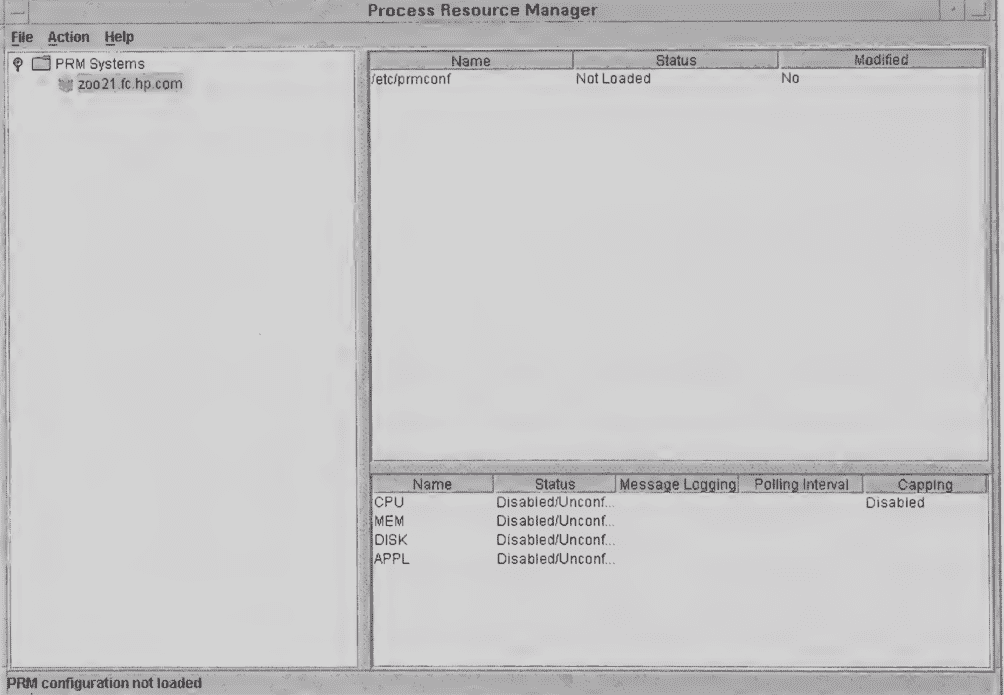 Process Resource Manager
File Action Help
PRM Systems
zoo21.fc.hp.com
Name Status Modified
/etc/prmconf Not Loaded No
Name Status Message Logging Polling Interval Capping
CPU Disabled/Unconf... Disabled
MEM Disabled/Unconf...
DISK Disabled/Unconf...
APPL Disabled/Unconf...
PRM configuration not loaded